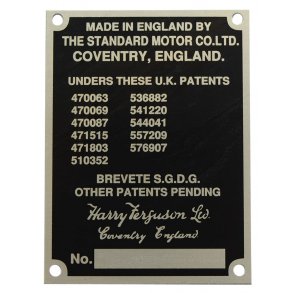 MADE IN ENGLAND BY
THE STANDARD MOTOR CO.LTD.
COVENTRY, ENGLAND.
UNDERS THESE U.K. PATENTS
470063 536882
470069 541220
470087 544041
471515 557209
471803 576907
510352
BREVETE S.G.D.G.
OTHER PATENTS PENDING
Harry Ferguson Ltd.
Coventry England
No.